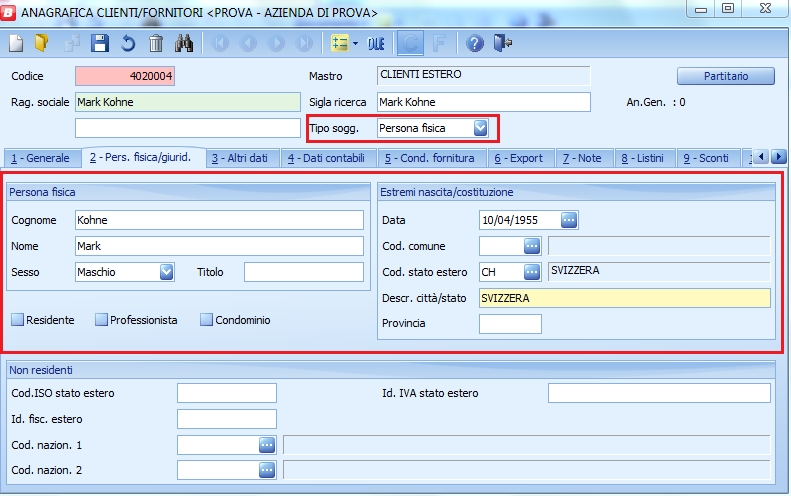 B ANAGRAFICA CLIENTI/FORNITORI <PROVA - AZIENDA DI PROVA>
OLE C F ?
Codice 4020004 Mastro CLIENTI ESTERO Partitario
Rag. sociale Mark Kohne Sigla ricerca Mark Kohne An.Gen. : 0
Tipo sogg. Persona fisica
1 - Generale 2 - Pers. fisica/giurid. 3 - Altri dati 4 - Dati contabili 5 - Cond. fornitura 6 - Export 7 - Note 8 - Listini 9 - Sconti
Persona fisica
Cognome Kohne
Nome Mark
Sesso Maschio Titolo
Residente Professionista Condominio
Estremi nascita/costituzione
Data 10/04/1955 ...
Cod. comune ...
Cod. stato estero CH ... SVIZZERA
Descr. città/stato SVIZZERA
Provincia
Non residenti
Cod.ISO stato estero Id. IVA stato estero
Id. fisc. estero
Cod. nazion. 1 ...
Cod. nazion. 2 ...